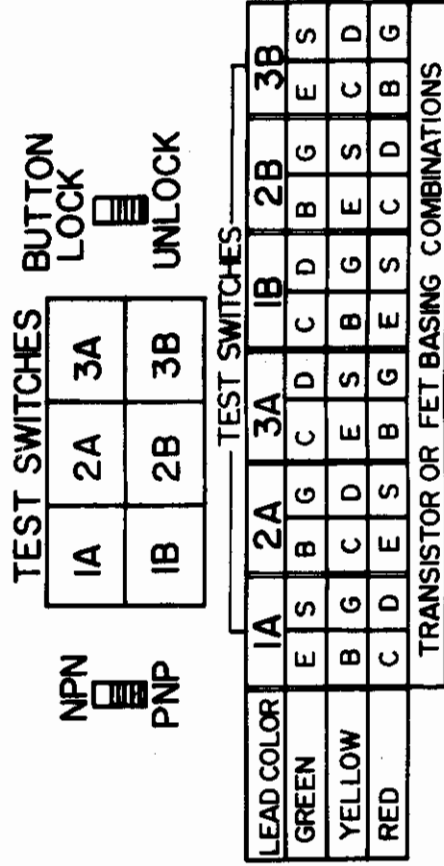 TEST SWITCHES
NPN
PNP
1A 2A 3A
1B 2B 3B
BUTTON
LOCK
UNLOCK
TEST SWITCHES
LEAD COLOR 1A 2A 3A 1B 2B 3B
GREEN E S B G C D C D B G E S
YELLOW B G C D E S B G E S C D
RED C D E S B G E S C D B G
TRANSISTOR OR FET BASING COMBINATIONS